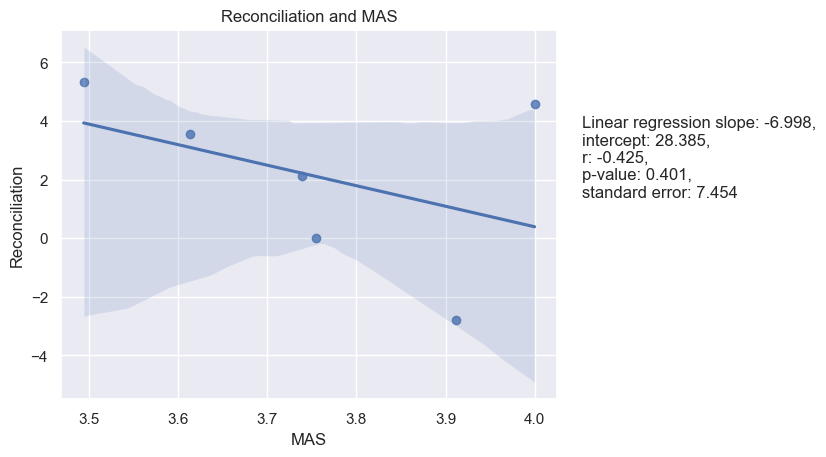 Reconciliation and MAS
6
4
2
0
−2
−4
Reconciliation
3.5 3.6 3.7 3.8 3.9 4.0
MAS
Linear regression slope: -6.998,
intercept: 28.385,
r: -0.425,
p-value: 0.401,
standard error: 7.454